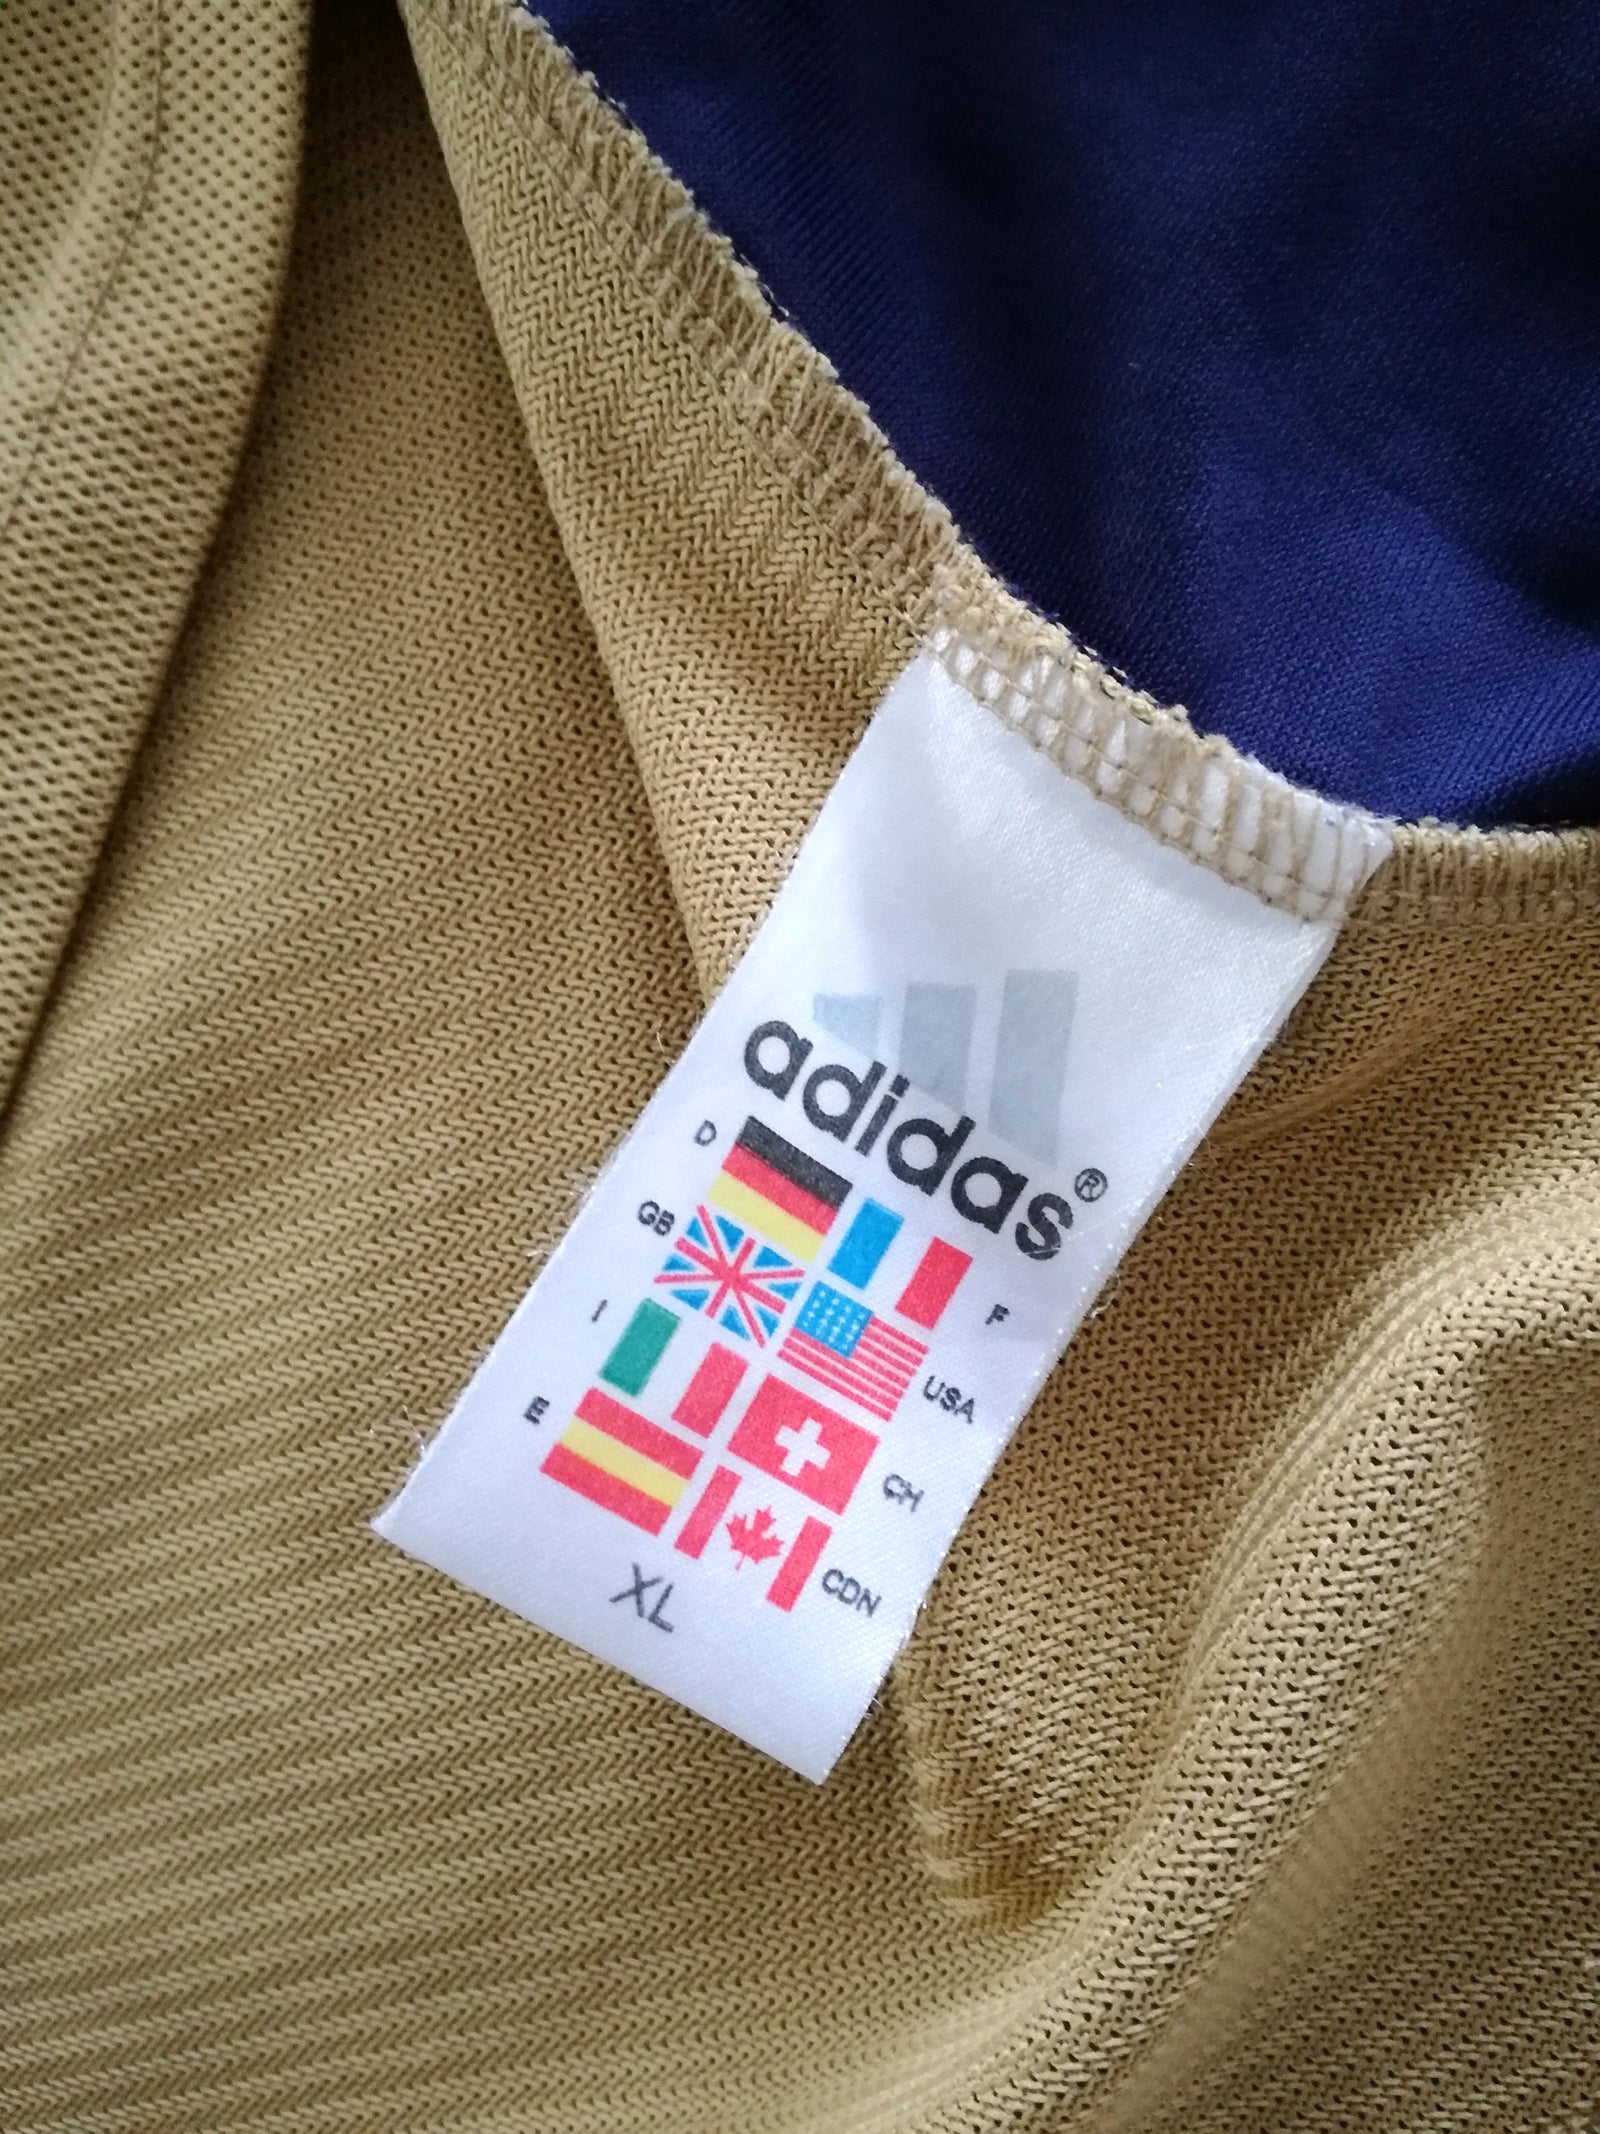 adidas®
D F
GB USA
I CH
E CDN
XL